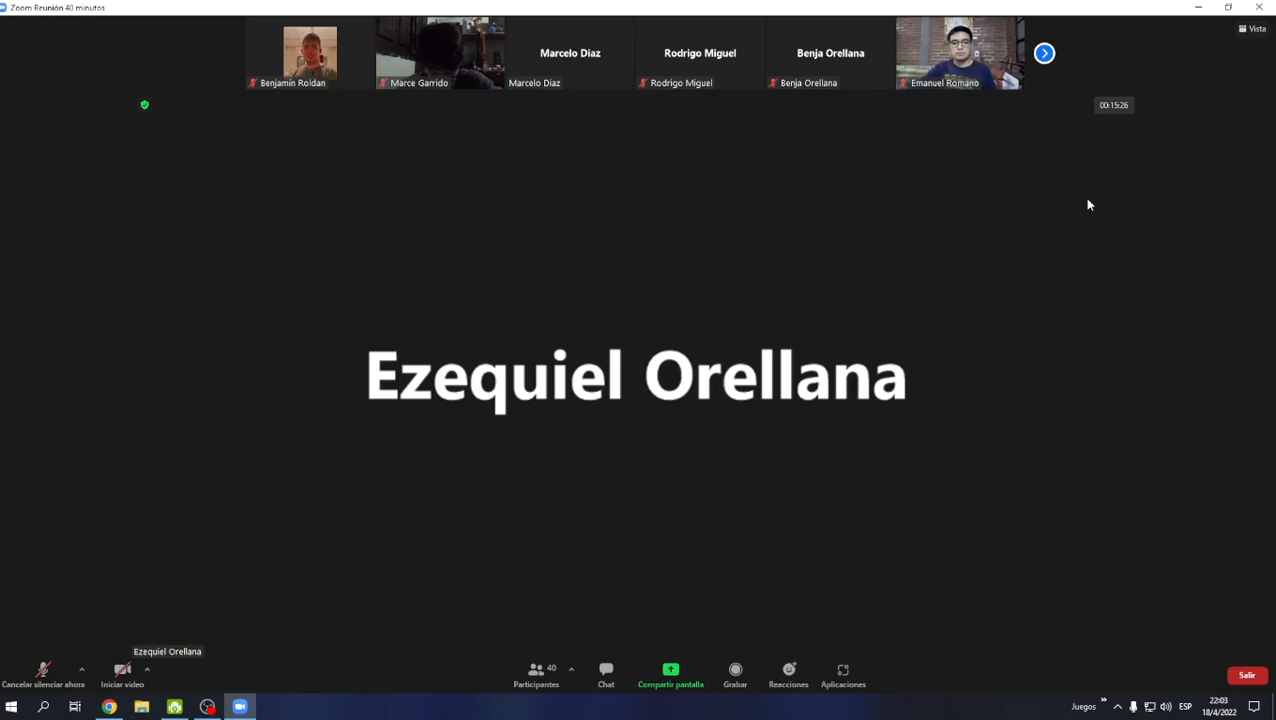 Zoom Reunión 40 minutos
Vista
Marcelo Diaz
Rodrigo Miguel
Benja Orellana
Benjamín Roldan
Marce Garrido
Marcelo Diaz
Rodrigo Miguel
Benja Orellana
Emanuel Romano
00:15:26
Ezequiel Orellana
Ezequiel Orellana
Cancelar silenciar ahora
Iniciar video
40
Participantes
Chat
Compartir pantalla
Grabar
Reacciones
Aplicaciones
Salir
Juegos
ESP
22:03
18/4/2022